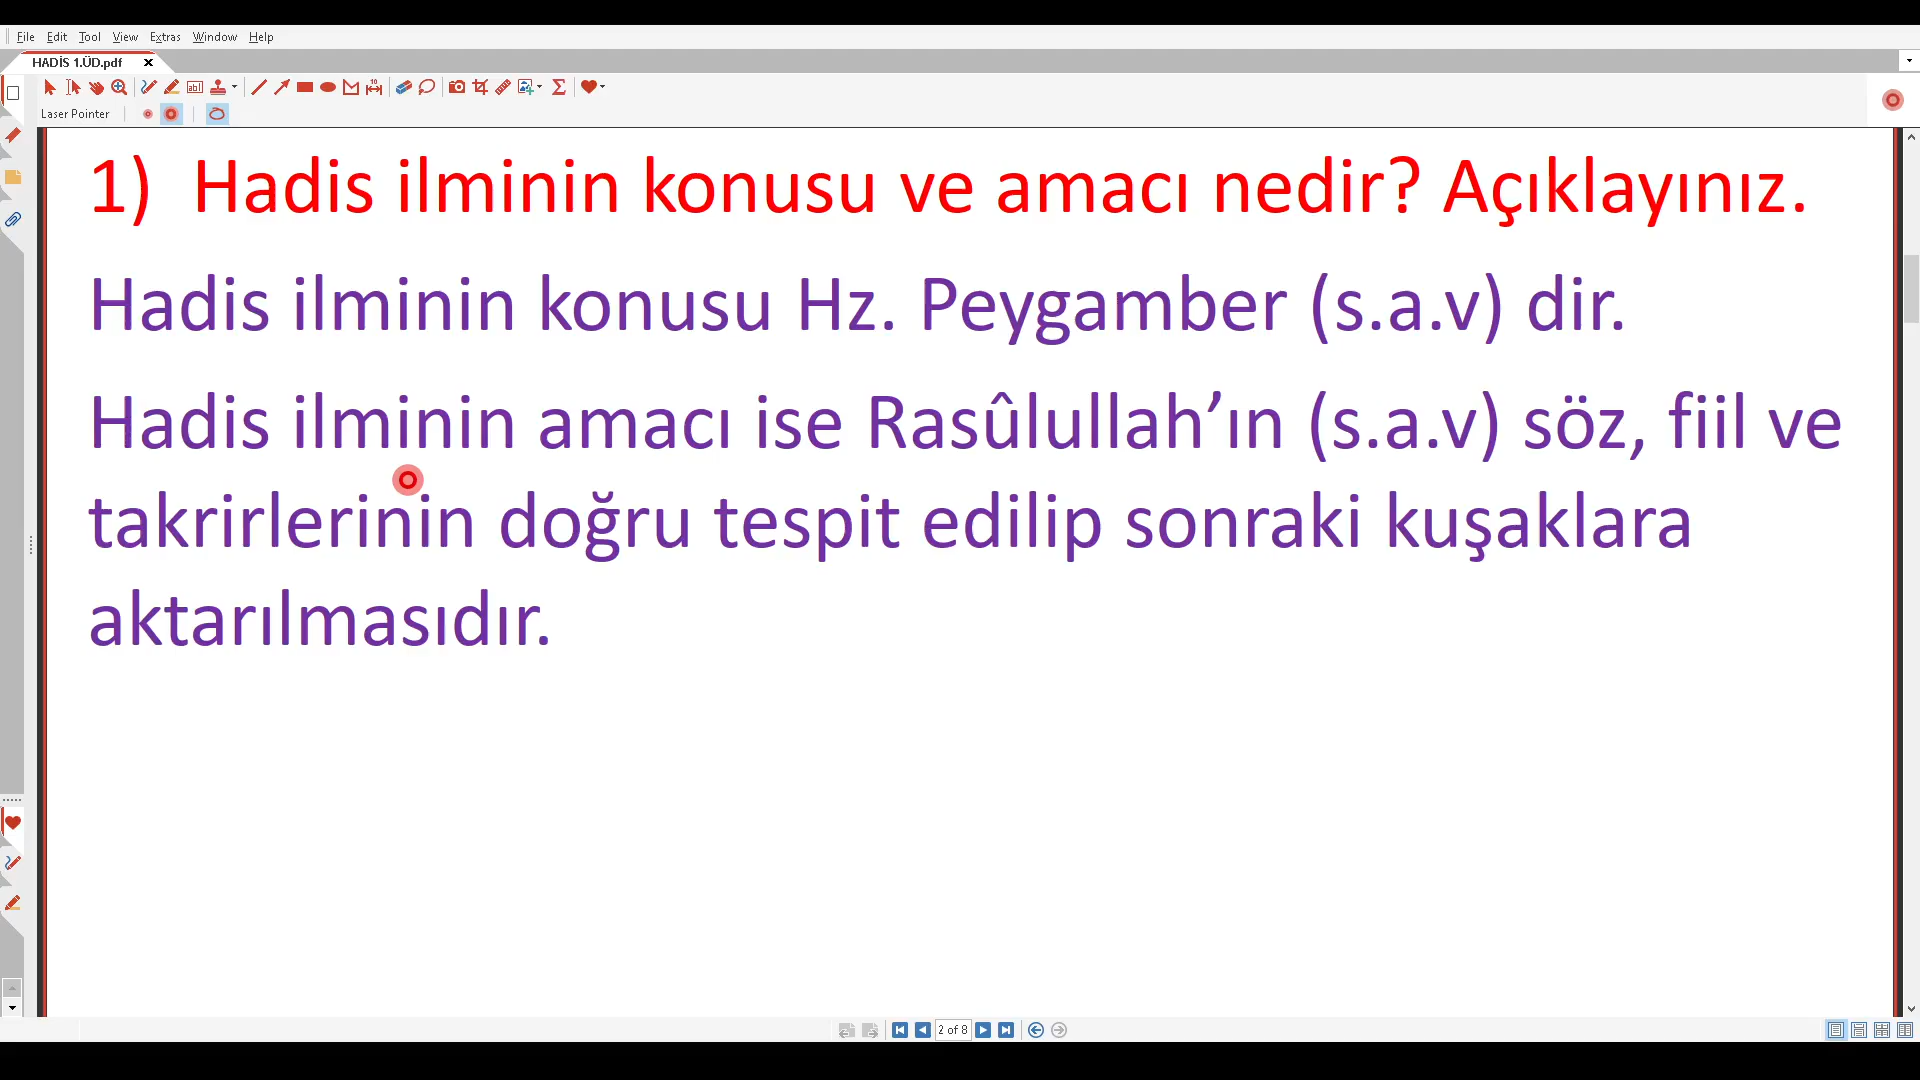 File Edit Tool View Extras Window Help
HADİS 1.ÜD.pdf
Laser Pointer
1) Hadis ilminin konusu ve amacı nedir? Açıklayınız.
Hadis ilminin konusu Hz. Peygamber (s.a.v) dir.
Hadis ilminin amacı ise Rasûlullah’ın (s.a.v) söz, fiil ve
takrirlerinin doğru tespit edilip sonraki kuşaklara
aktarılmasıdır.
2 of 8